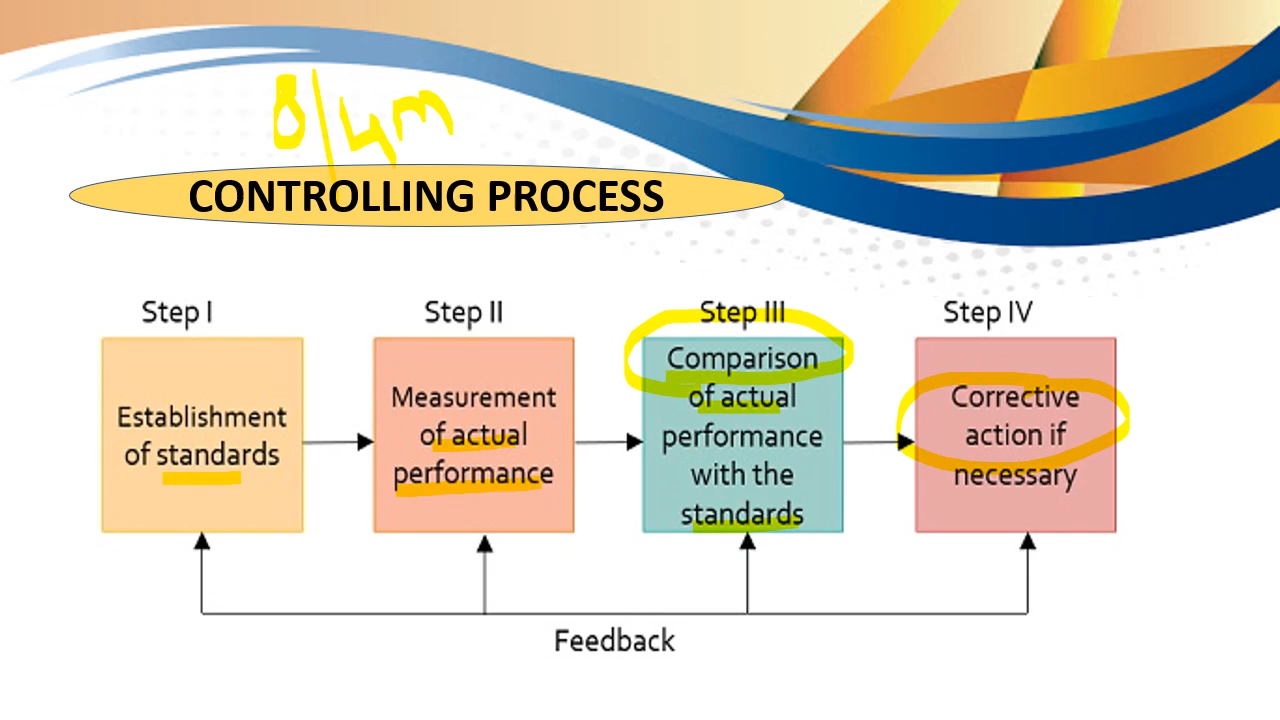 8/4m
CONTROLLING PROCESS
Step I
Establishment
of standards
Step II
Measurement
of actual
performance
Step III
Comparison
of actual
performance
with the
standards
Step IV
Corrective
action if
necessary
Feedback